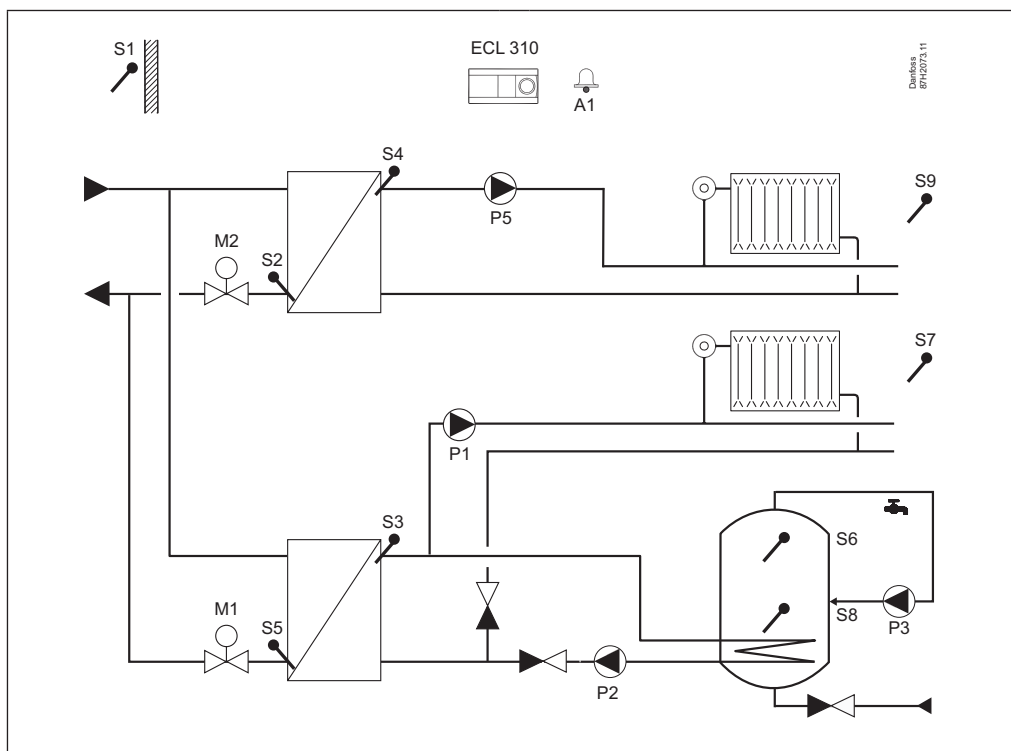 S1
ECL 310
A1
Danfoss
87H2073.11
S4
P5
S9
M2
S2
S7
P1
S3
S6
M1
S5
S8
P3
P2